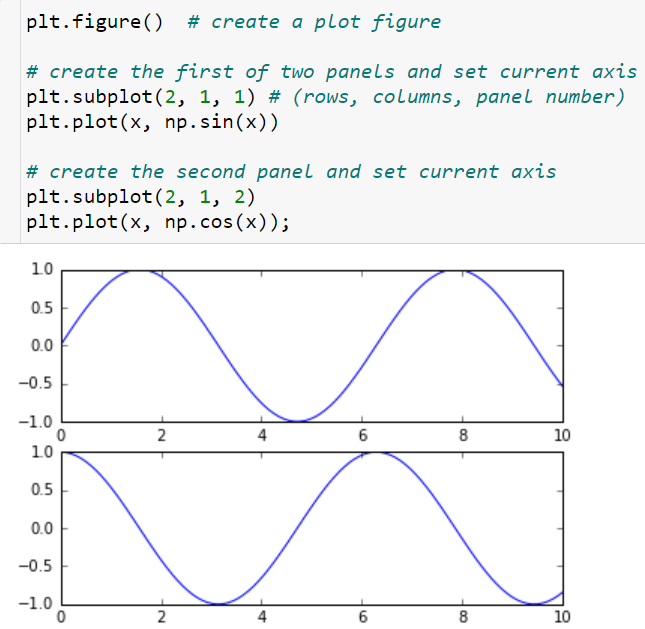 plt.figure()  # create a plot figure
# create the first of two panels and set current axis
plt.subplot(2, 1, 1) # (rows, columns, panel number)
plt.plot(x, np.sin(x))
# create the second panel and set current axis
plt.subplot(2, 1, 2)
plt.plot(x, np.cos(x));
1.0
0.5
0.0
−0.5
−1.0
0 2 4 6 8 10
1.0
0.5
0.0
−0.5
−1.0
0 2 4 6 8 10